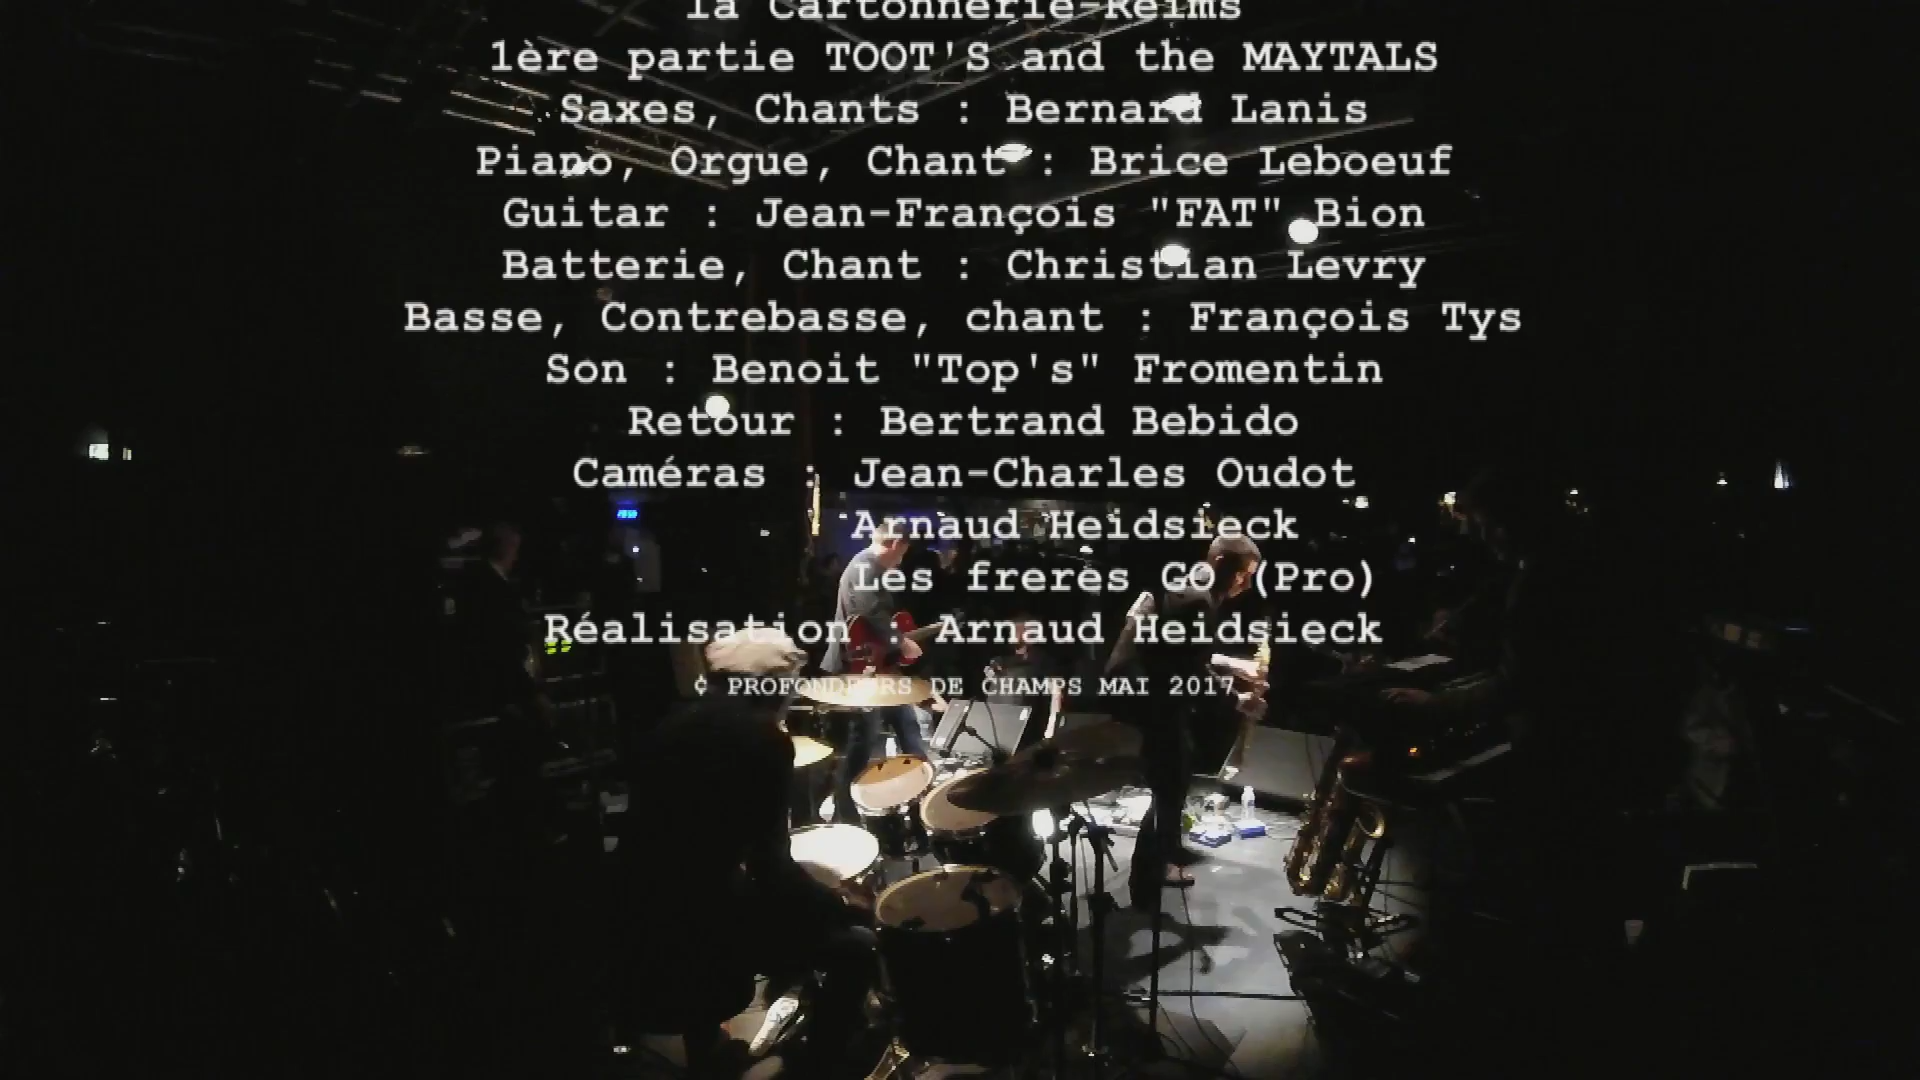 la Cartonnerie-Reims
1ère partie TOOT'S and the MAYTALS
Saxes, Chants : Bernard Lanis
Piano, Orgue, Chant : Brice Leboeuf
Guitar : Jean-François "FAT" Bion
Batterie, Chant : Christian Levry
Basse, Contrebasse, chant : François Tys
Son : Benoit "Top's" Fromentin
Retour : Bertrand Bebido
Caméras : Jean-Charles Oudot
Arnaud Heidsieck
Les freres GO (Pro)
Réalisation : Arnaud Heidsieck
¢ PROFONDEURS DE CHAMPS MAI 2017